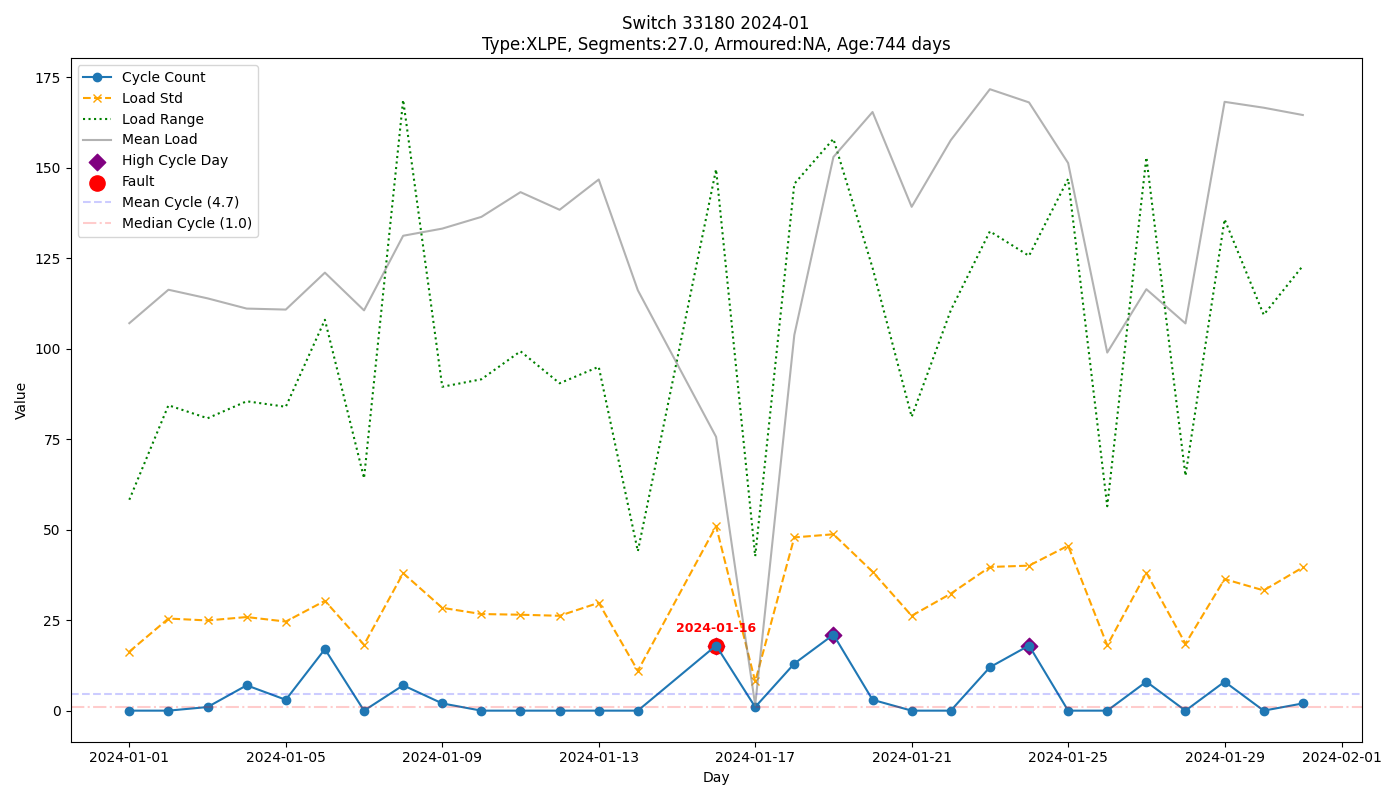 Switch 33180 2024-01
Type:XLPE, Segments:27.0, Armoured:NA, Age:744 days
Cycle Count
Load Std
Load Range
Mean Load
High Cycle Day
Fault
Mean Cycle (4.7)
Median Cycle (1.0)
175
150
125
100
75
50
25
0
Value
2024-01-16
2024-01-01
2024-01-05
2024-01-09
2024-01-13
2024-01-17
2024-01-21
2024-01-25
2024-01-29
2024-02-01
Day